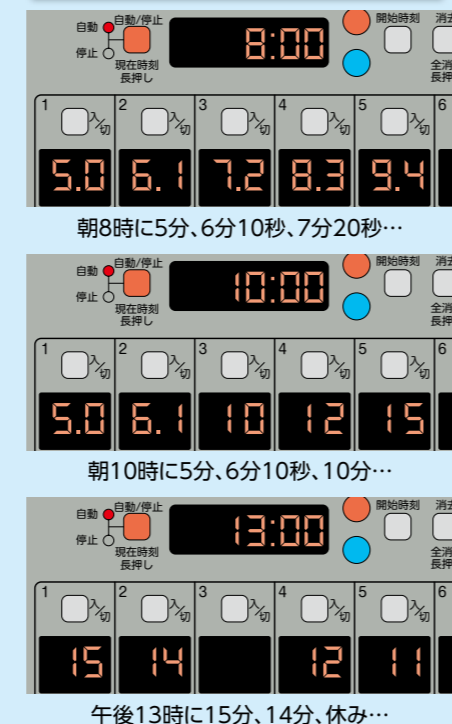 自動 自動/停止 8:00 開始時刻 消去
停止 現在時刻 長押し 全消 長押
1 入/切 2 入/切 3 入/切 4 入/切 5 入/切 6
5.0 6.1 7.2 8.3 9.4
朝8時に5分、6分10秒、7分20秒…
自動 自動/停止 10:00 開始時刻 消去
停止 現在時刻 長押し 全消 長押
1 入/切 2 入/切 3 入/切 4 入/切 5 入/切 6
5.0 6.1 10 12 15
朝10時に5分、6分10秒、10分…
自動 自動/停止 13:00 開始時刻 消去
停止 現在時刻 長押し 全消 長押
1 入/切 2 入/切 3 入/切 4 入/切 5 入/切 6
15 14 12 11
午後13時に15分、14分、休み…